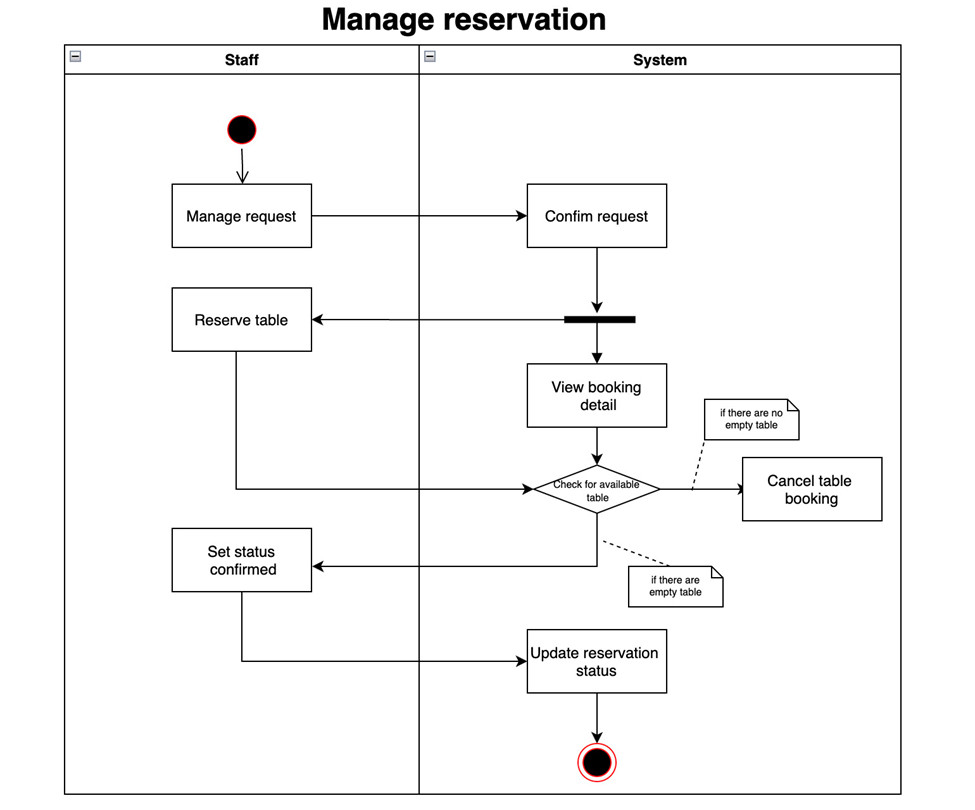 Manage reservation
Staff
System
Manage request
Confim request
Reserve table
View booking
detail
if there are no
empty table
Check for available
table
Cancel table
booking
Set status
confirmed
if there are
empty table
Update reservation
status